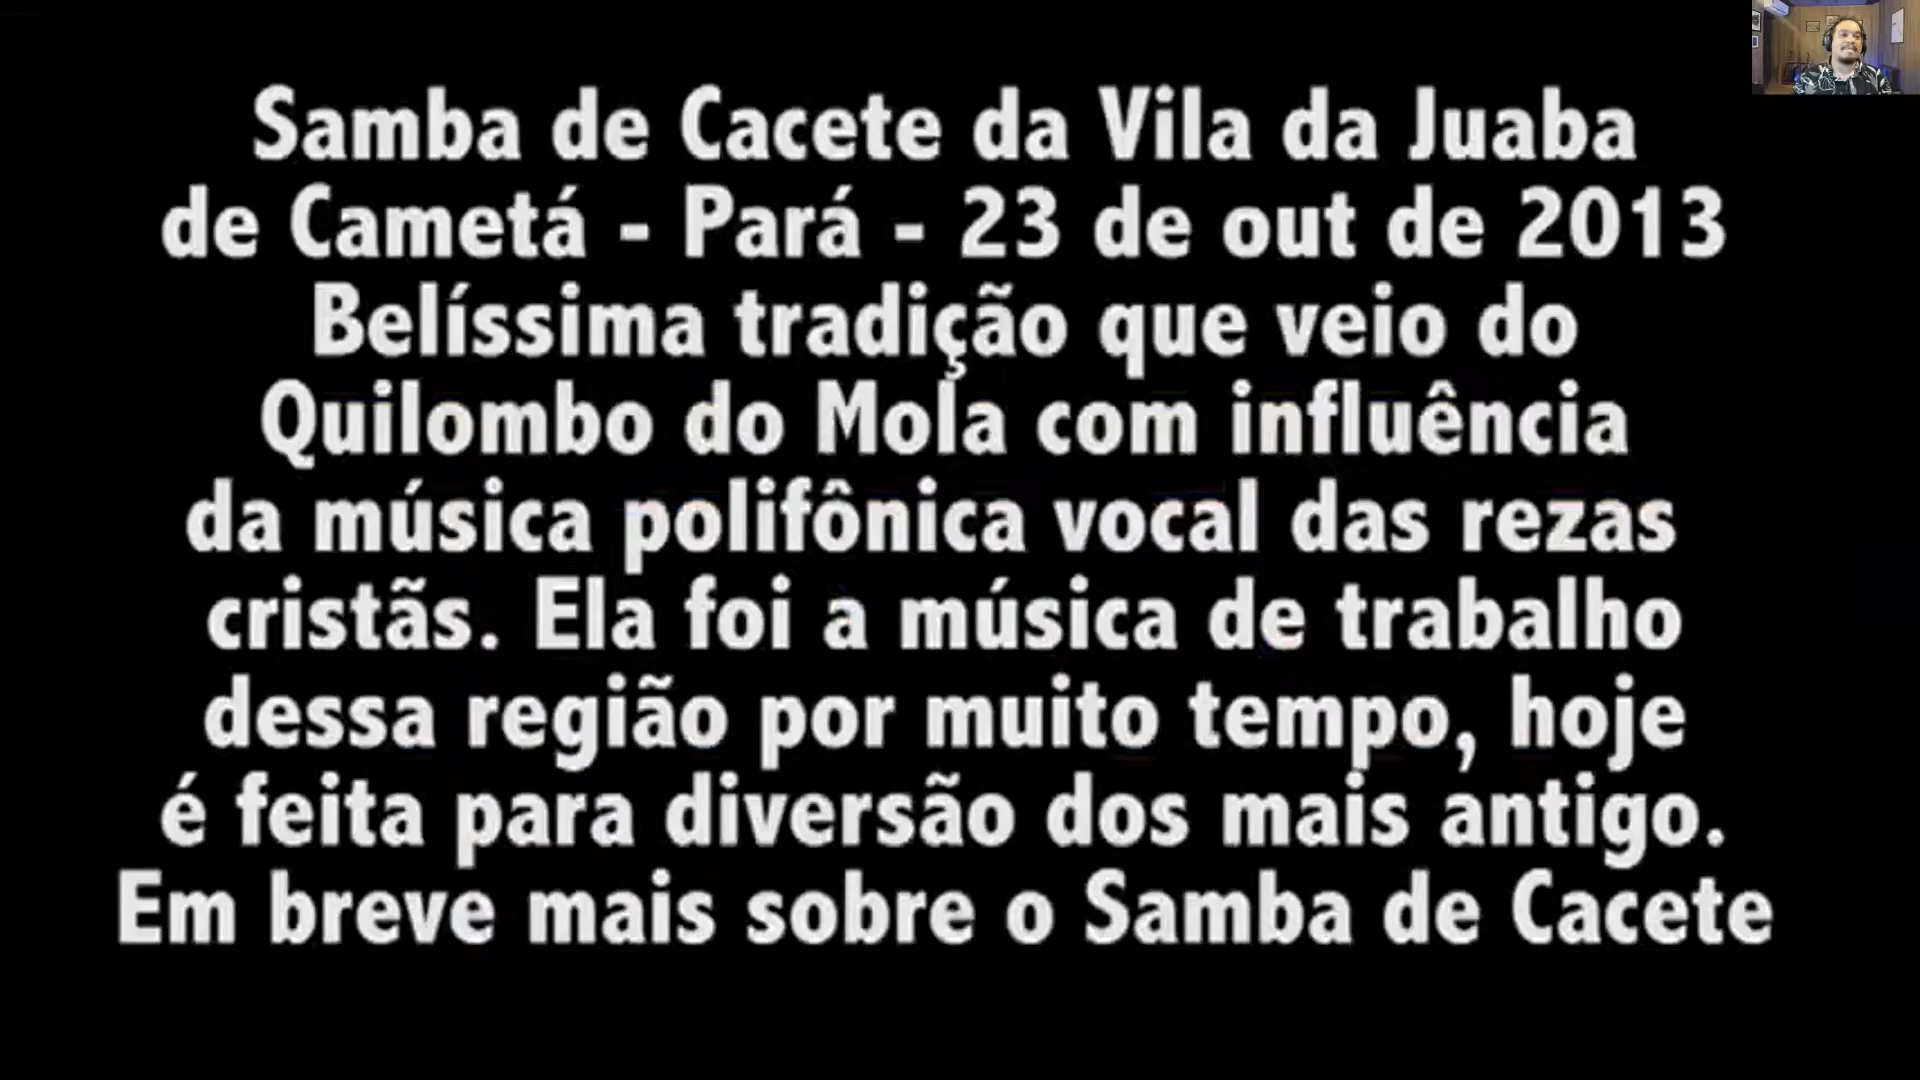 Samba de Cacete da Vila da Juaba
de Cametá - Pará - 23 de out de 2013
Belíssima tradição que veio do
Quilombo do Mola com influência
da música polifônica vocal das rezas
cristãs. Ela foi a música de trabalho
dessa região por muito tempo, hoje
é feita para diversão dos mais antigo.
Em breve mais sobre o Samba de Cacete